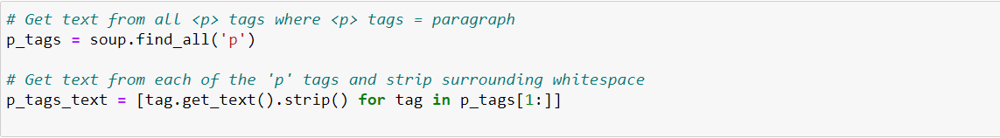 # Get text from all <p> tags where <p> tags = paragraph
p_tags = soup.find_all('p')
# Get text from each of the 'p' tags and strip surrounding whitespace
p_tags_text = [tag.get_text().strip() for tag in p_tags[1:]]